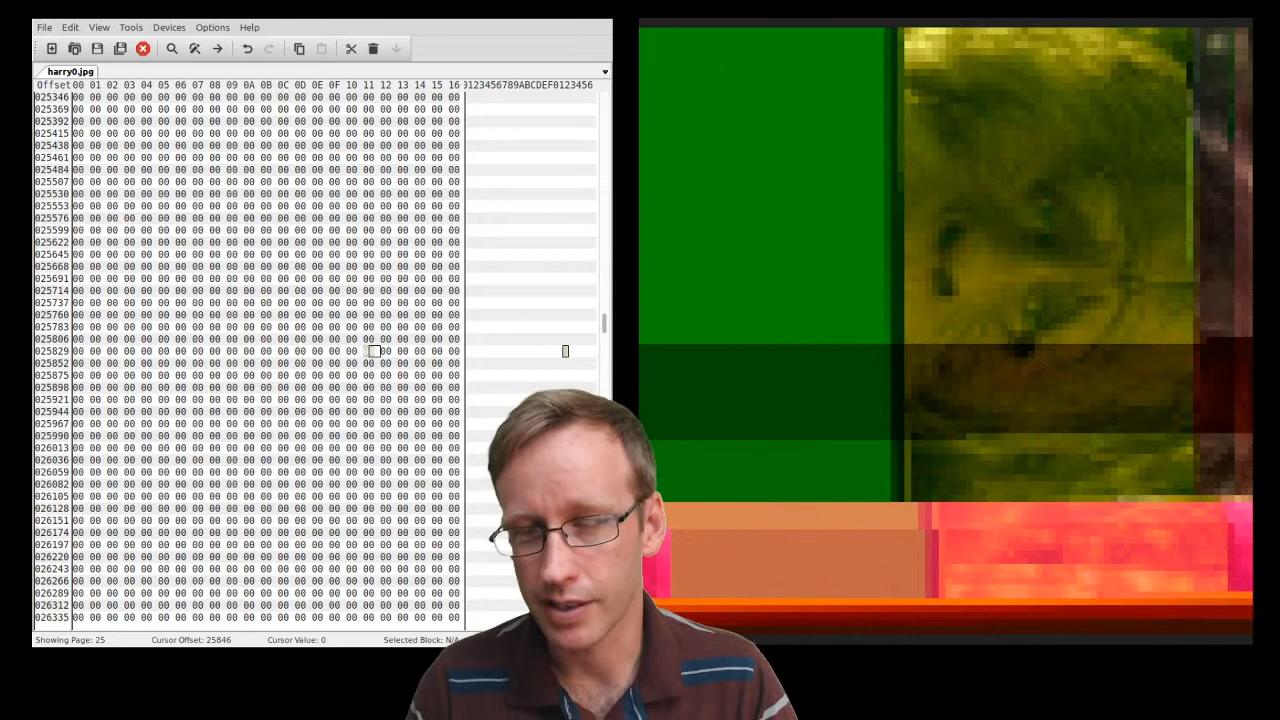 File Edit View Tools Devices Options Help
harry0.jpg
Offset 00 01 02 03 04 05 06 07 08 09 0A 0B 0C 0D 0E 0F 10 11 12 13 14 15 16 0123456789ABCDEF0123456
025346 00 00 00 00 00 00 00 00 00 00 00 00 00 00 00 00 00 00 00 00 00 00 00
025369 00 00 00 00 00 00 00 00 00 00 00 00 00 00 00 00 00 00 00 00 00 00 00
025392 00 00 00 00 00 00 00 00 00 00 00 00 00 00 00 00 00 00 00 00 00 00 00
025415 00 00 00 00 00 00 00 00 00 00 00 00 00 00 00 00 00 00 00 00 00 00 00
025438 00 00 00 00 00 00 00 00 00 00 00 00 00 00 00 00 00 00 00 00 00 00 00
025461 00 00 00 00 00 00 00 00 00 00 00 00 00 00 00 00 00 00 00 00 00 00 00
025484 00 00 00 00 00 00 00 00 00 00 00 00 00 00 00 00 00 00 00 00 00 00 00
025507 00 00 00 00 00 00 00 00 00 00 00 00 00 00 00 00 00 00 00 00 00 00 00
025530 00 00 00 00 00 00 00 00 00 00 00 00 00 00 00 00 00 00 00 00 00 00 00
025553 00 00 00 00 00 00 00 00 00 00 00 00 00 00 00 00 00 00 00 00 00 00 00
025576 00 00 00 00 00 00 00 00 00 00 00 00 00 00 00 00 00 00 00 00 00 00 00
025599 00 00 00 00 00 00 00 00 00 00 00 00 00 00 00 00 00 00 00 00 00 00 00
025622 00 00 00 00 00 00 00 00 00 00 00 00 00 00 00 00 00 00 00 00 00 00 00
025645 00 00 00 00 00 00 00 00 00 00 00 00 00 00 00 00 00 00 00 00 00 00 00
025668 00 00 00 00 00 00 00 00 00 00 00 00 00 00 00 00 00 00 00 00 00 00 00
025691 00 00 00 00 00 00 00 00 00 00 00 00 00 00 00 00 00 00 00 00 00 00 00
025714 00 00 00 00 00 00 00 00 00 00 00 00 00 00 00 00 00 00 00 00 00 00 00
025737 00 00 00 00 00 00 00 00 00 00 00 00 00 00 00 00 00 00 00 00 00 00 00
025760 00 00 00 00 00 00 00 00 00 00 00 00 00 00 00 00 00 00 00 00 00 00 00
025783 00 00 00 00 00 00 00 00 00 00 00 00 00 00 00 00 00 00 00 00 00 00 00
025806 00 00 00 00 00 00 00 00 00 00 00 00 00 00 00 00 00 00 00 00 00 00 00
025829 00 00 00 00 00 00 00 00 00 00 00 00 00 00 00 00 00 00 00 00 00 00
025852 00 00 00 00 00 00 00 00 00 00 00 00 00 00 00 00 00 00 00 00 00 00 00
025875 00 00 00 00 00 00 00 00 00 00 00 00 00 00 00 00 00 00 00 00 00 00 00
025898 00 00 00 00 00 00 00 00 00 00 00 00 00 00 00 00 00 00 00 00 00 00 00
025921 00 00 00 00 00 00 00 00 00 00 00 00 00 00 00 00 00 00 00 00 00 00 00
025944 00 00 00 00 00 00 00 00 00 00 00 00 00 00 00 00 00 00 00 00 00 00 00
025967 00 00 00 00 00 00 00 00 00 00 00 00 00 00 00 00 00 00 00 00 00 00 00
025990 00 00 00 00 00 00 00 00 00 00 00 00 00 00 00 00 00 00 00 00 00 00 00
026013 00 00 00 00 00 00 00 00 00 00 00 00 00 00 00 00 00 00 00 00 00 00 00
026036 00 00 00 00 00 00 00 00 00 00 00 00 00 00 00 00 00 00 00 00 00 00 00
026059 00 00 00 00 00 00 00 00 00 00 00 00 00 00 00 00 00 00 00 00 00 00 00
026082 00 00 00 00 00 00 00 00 00 00 00 00 00 00 00 00 00 00 00 00 00 00 00
026105 00 00 00 00 00 00 00 00 00 00 00 00 00 00 00 00 00 00 00 00 00 00 00
026128 00 00 00 00 00 00 00 00 00 00 00 00 00 00 00 00 00 00 00 00 00 00 00
026151 00 00 00 00 00 00 00 00 00 00 00 00 00 00 00 00 00 00 00 00 00 00 00
026174 00 00 00 00 00 00 00 00 00 00 00 00 00 00 00 00 00 00 00 00 00 00 00
026197 00 00 00 00 00 00 00 00 00 00 00 00 00 00 00 00 00 00 00 00 00 00 00
026220 00 00 00 00 00 00 00 00 00 00 00 00 00 00 00 00 00 00 00 00 00 00 00
026243 00 00 00 00 00 00 00 00 00 00 00 00 00 00 00 00 00 00 00 00 00 00 00
026266 00 00 00 00 00 00 00 00 00 00 00 00 00 00 00 00 00 00 00 00 00 00 00
026289 00 00 00 00 00 00 00 00 00 00 00 00 00 00 00 00 00 00 00 00 00 00 00
026312 00 00 00 00 00 00 00 00 00 00 00 00 00 00 00 00 00 00 00 00 00 00 00
026335 00 00 00 00 00 00 00 00 00 00 00 00 00 00 00 00 00 00 00 00 00 00 00
Showing Page: 25 Cursor Offset: 25846 Cursor Value: 0 Selected Block: N/A